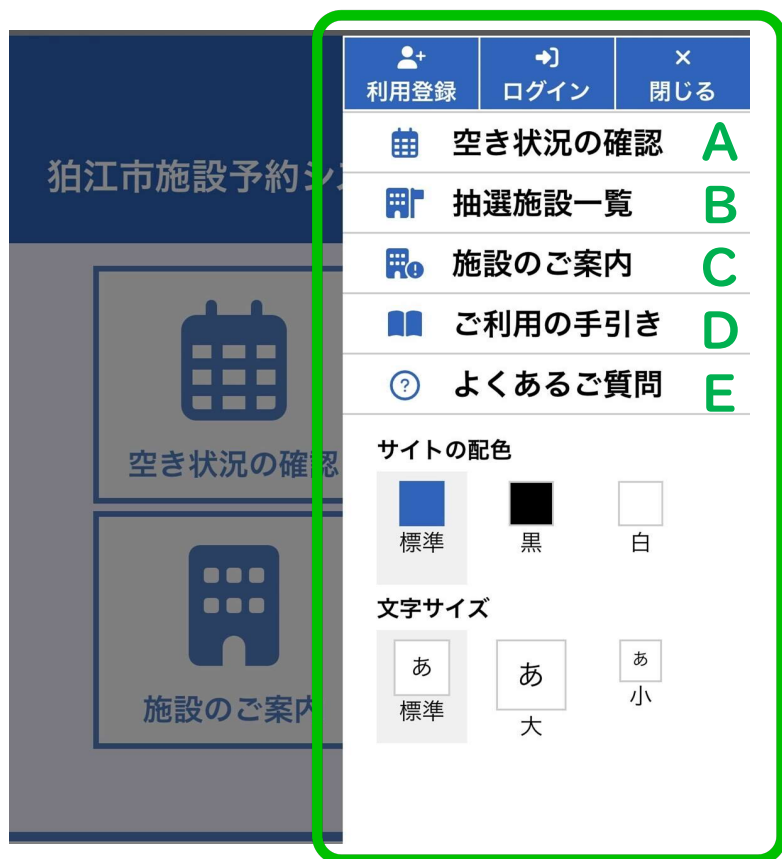 利用登録
ログイン
閉じる
空き状況の確認 A
抽選施設一覧 B
施設のご案内 C
ご利用の手引き D
? よくあるご質問 E
サイトの配色
標準 黒 白
文字サイズ
あ あ あ
標準 大 小
狛江市施設予約シ
空き状況の確認
施設のご案内